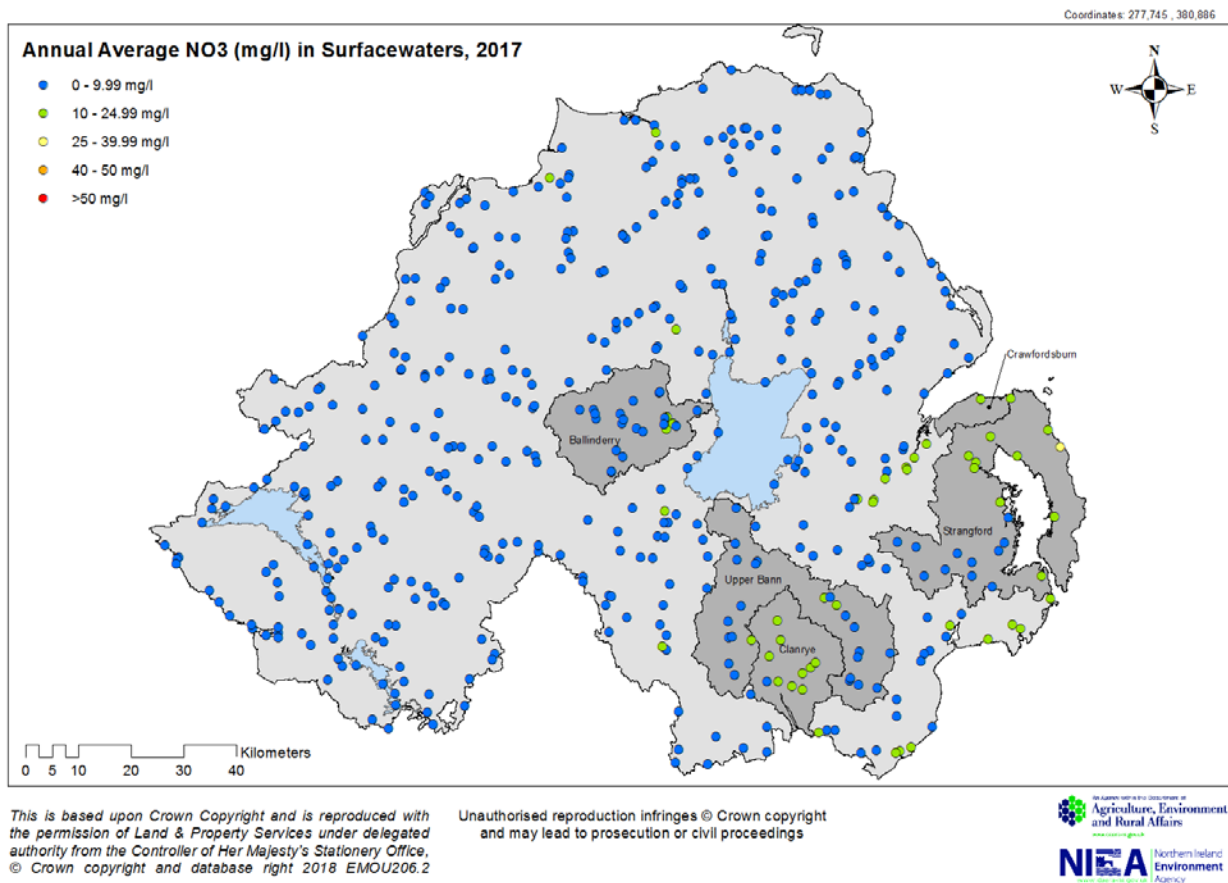 Coordinates: 277,745 , 380,886
Annual Average NO3 (mg/l) in Surfacewaters, 2017
0 - 9.99 mg/l
10 - 24.99 mg/l
25 - 39.99 mg/l
40 - 50 mg/l
>50 mg/l
N
W E
S
Crawfordsburn
Ballinderry
Strangford
Upper Bann
Clanrye
Kilometers
0 5 10 20 30 40
This is based upon Crown Copyright and is reproduced with
the permission of Land & Property Services under delegated
authority from the Controller of Her Majesty's Stationery Office,
© Crown copyright and database right 2018 EMOU206.2
Unauthorised reproduction infringes © Crown copyright
and may lead to prosecution or civil proceedings
Agriculture, Environment
and Rural Affairs
NIEA
Northern Ireland
Environment
Agency